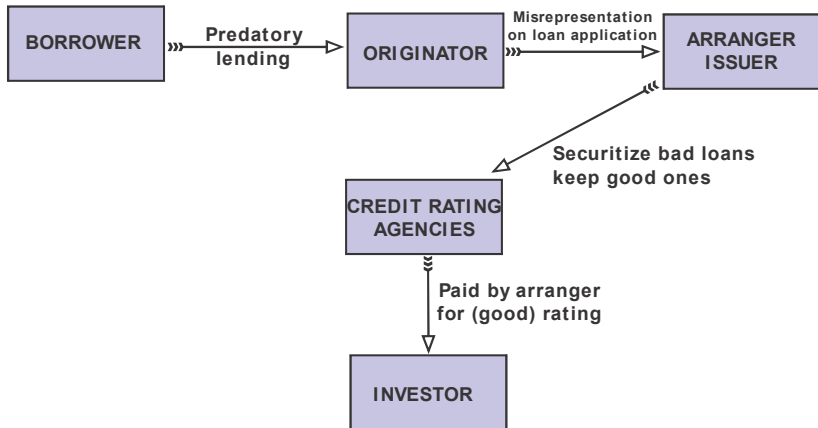 BORROWER
Predatory
lending
ORIGINATOR
Misrepresentation
on loan application
ARRANGER
ISSUER
Securitize bad loans
keep good ones
CREDIT RATING
AGENCIES
Paid by arranger
for (good) rating
INVESTOR